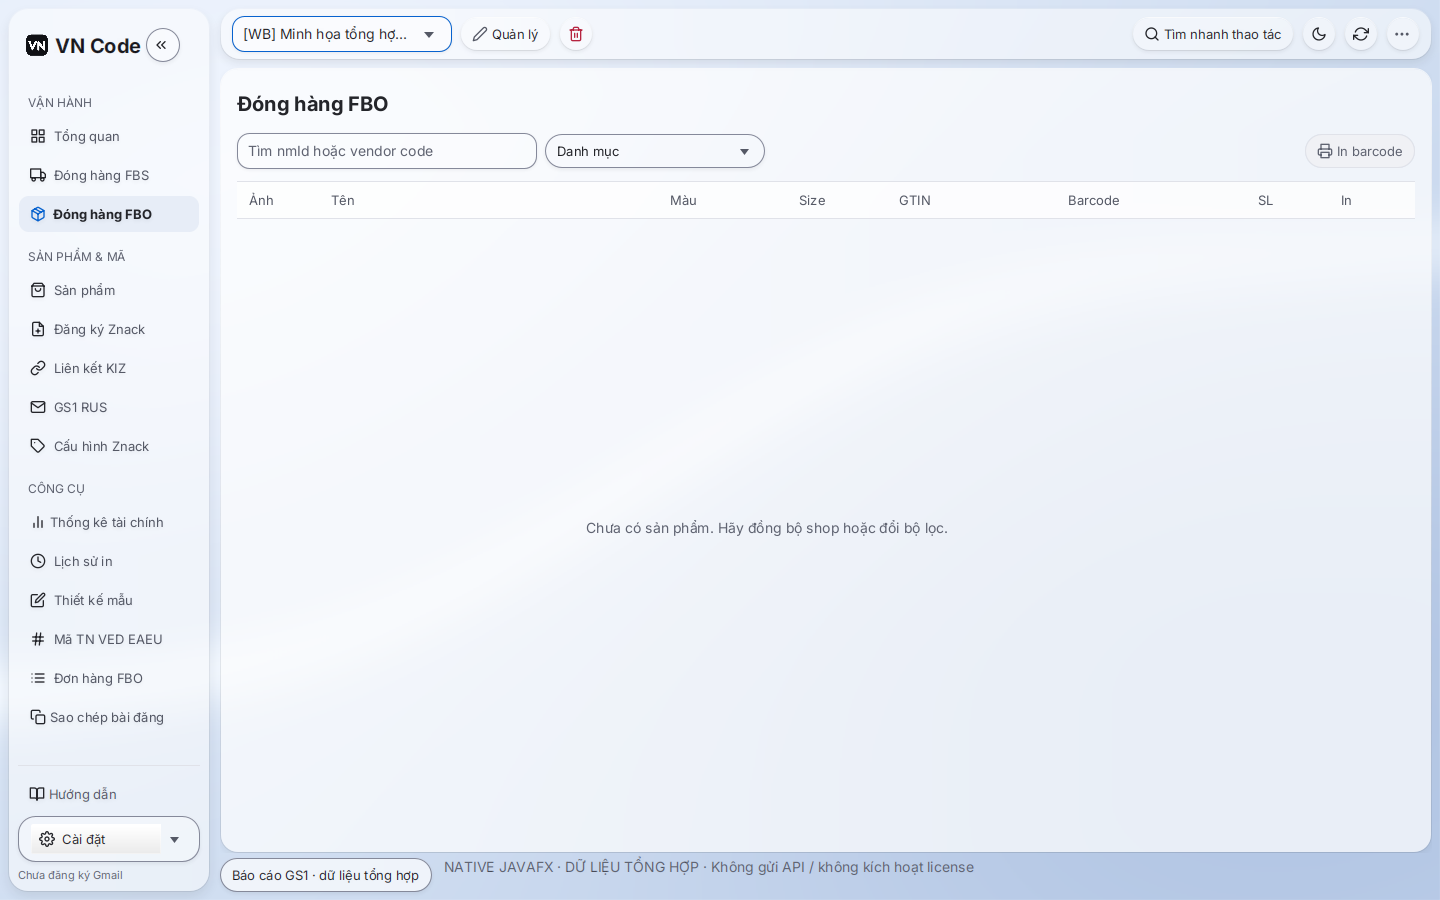 VN VN Code
[WB] Minh họa tổng hợ...
Quản lý
Tìm nhanh thao tác
VẬN HÀNH
Tổng quan
Đóng hàng FBS
Đóng hàng FBO
SẢN PHẨM & MÃ
Sản phẩm
Đăng ký Znack
Liên kết KIZ
GS1 RUS
Cấu hình Znack
CÔNG CỤ
Thống kê tài chính
Lịch sử in
Thiết kế mẫu
Mã TN VED EAEU
Đơn hàng FBO
Sao chép bài đăng
Hướng dẫn
Cài đặt
Chưa đăng ký Gmail
Đóng hàng FBO
Tìm nmId hoặc vendor code
Danh mục
In barcode
Ảnh Tên Màu Size GTIN Barcode SL In
Chưa có sản phẩm. Hãy đồng bộ shop hoặc đổi bộ lọc.
Báo cáo GS1 · dữ liệu tổng hợp
NATIVE JAVAFX · DỮ LIỆU TỔNG HỢP · Không gửi API / không kích hoạt license